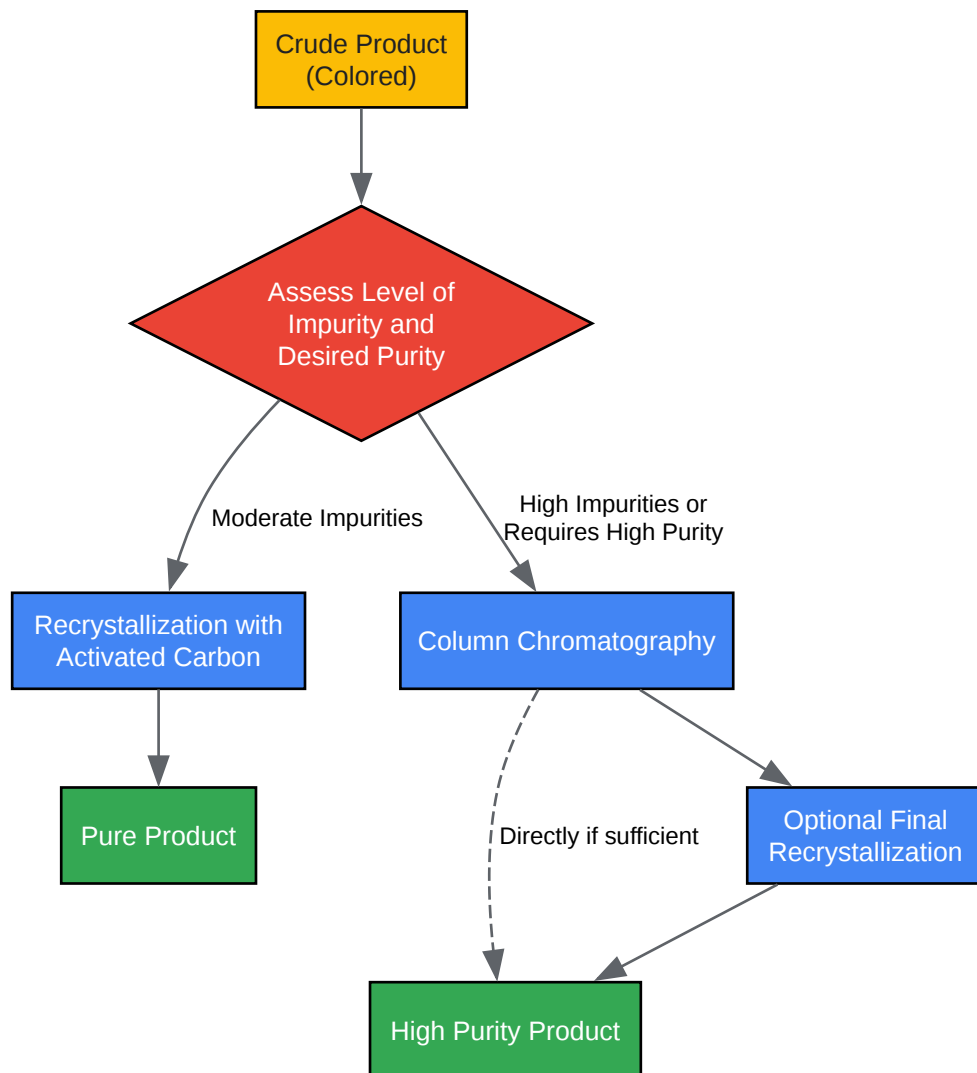 Crude Product
(Colored)
Assess Level of
Impurity and
Desired Purity
Moderate Impurities
High Impurities or
Requires High Purity
Recrystallization with
Activated Carbon
Column Chromatography
Pure Product
Directly if sufficient
Optional Final
Recrystallization
High Purity Product